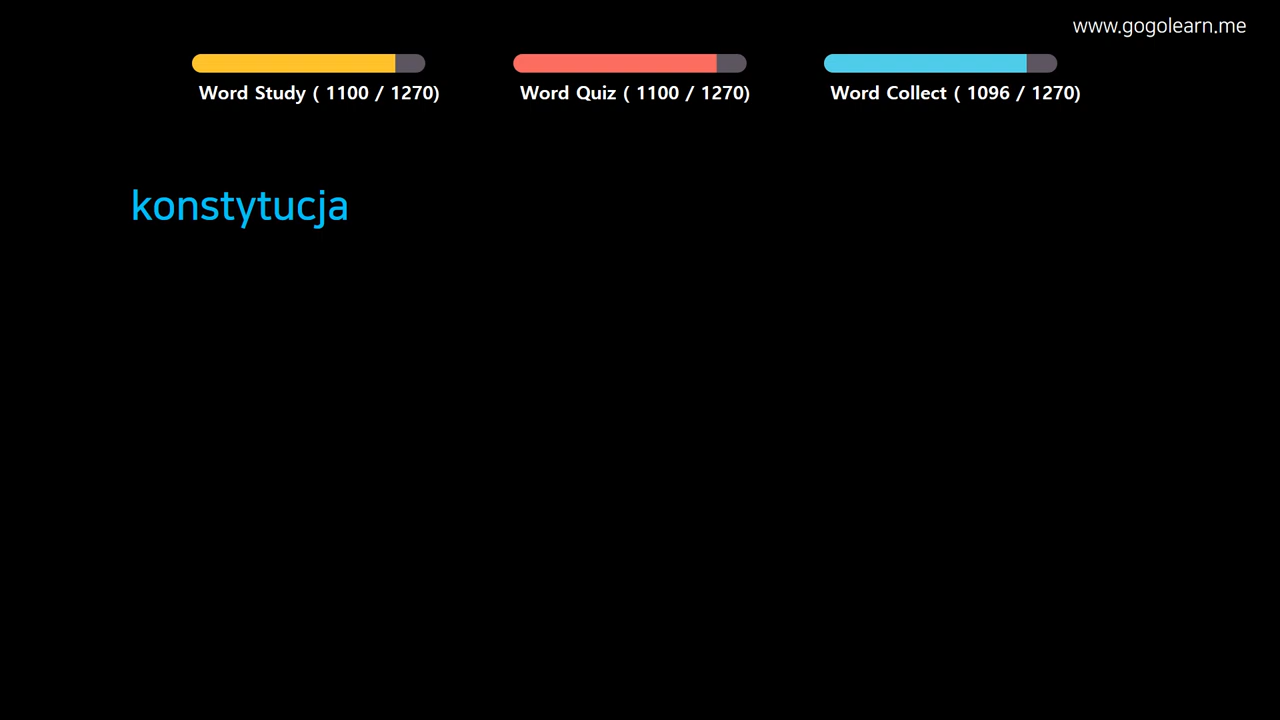 www.gogolearn.me
Word Study ( 1100 / 1270)
Word Quiz ( 1100 / 1270)
Word Collect ( 1096 / 1270)
konstytucja